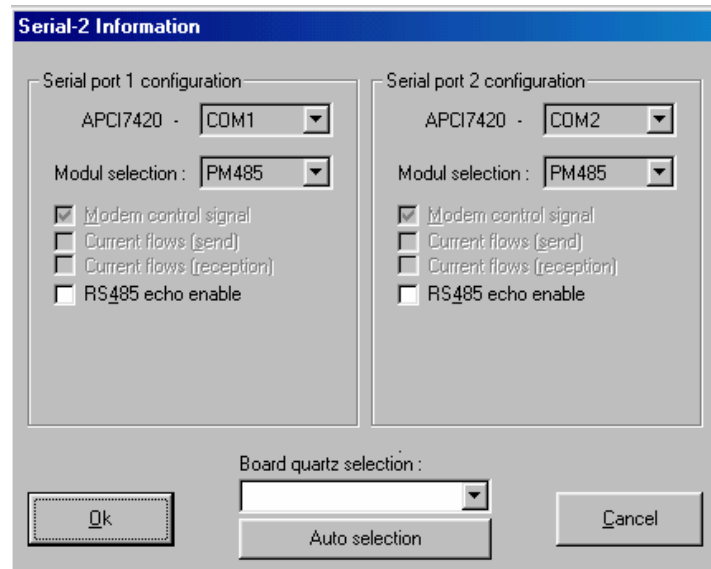 Serial-2 Information
Serial port 1 configuration
APCI7420 - COM1
Modul selection : PM485
Modem control signal
Current flows (send)
Current flows (reception)
RS485 echo enable
Serial port 2 configuration
APCI7420 - COM2
Modul selection : PM485
Modem control signal
Current flows (send)
Current flows (reception)
RS485 echo enable
Board quartz selection :
Ok
Auto selection
Cancel